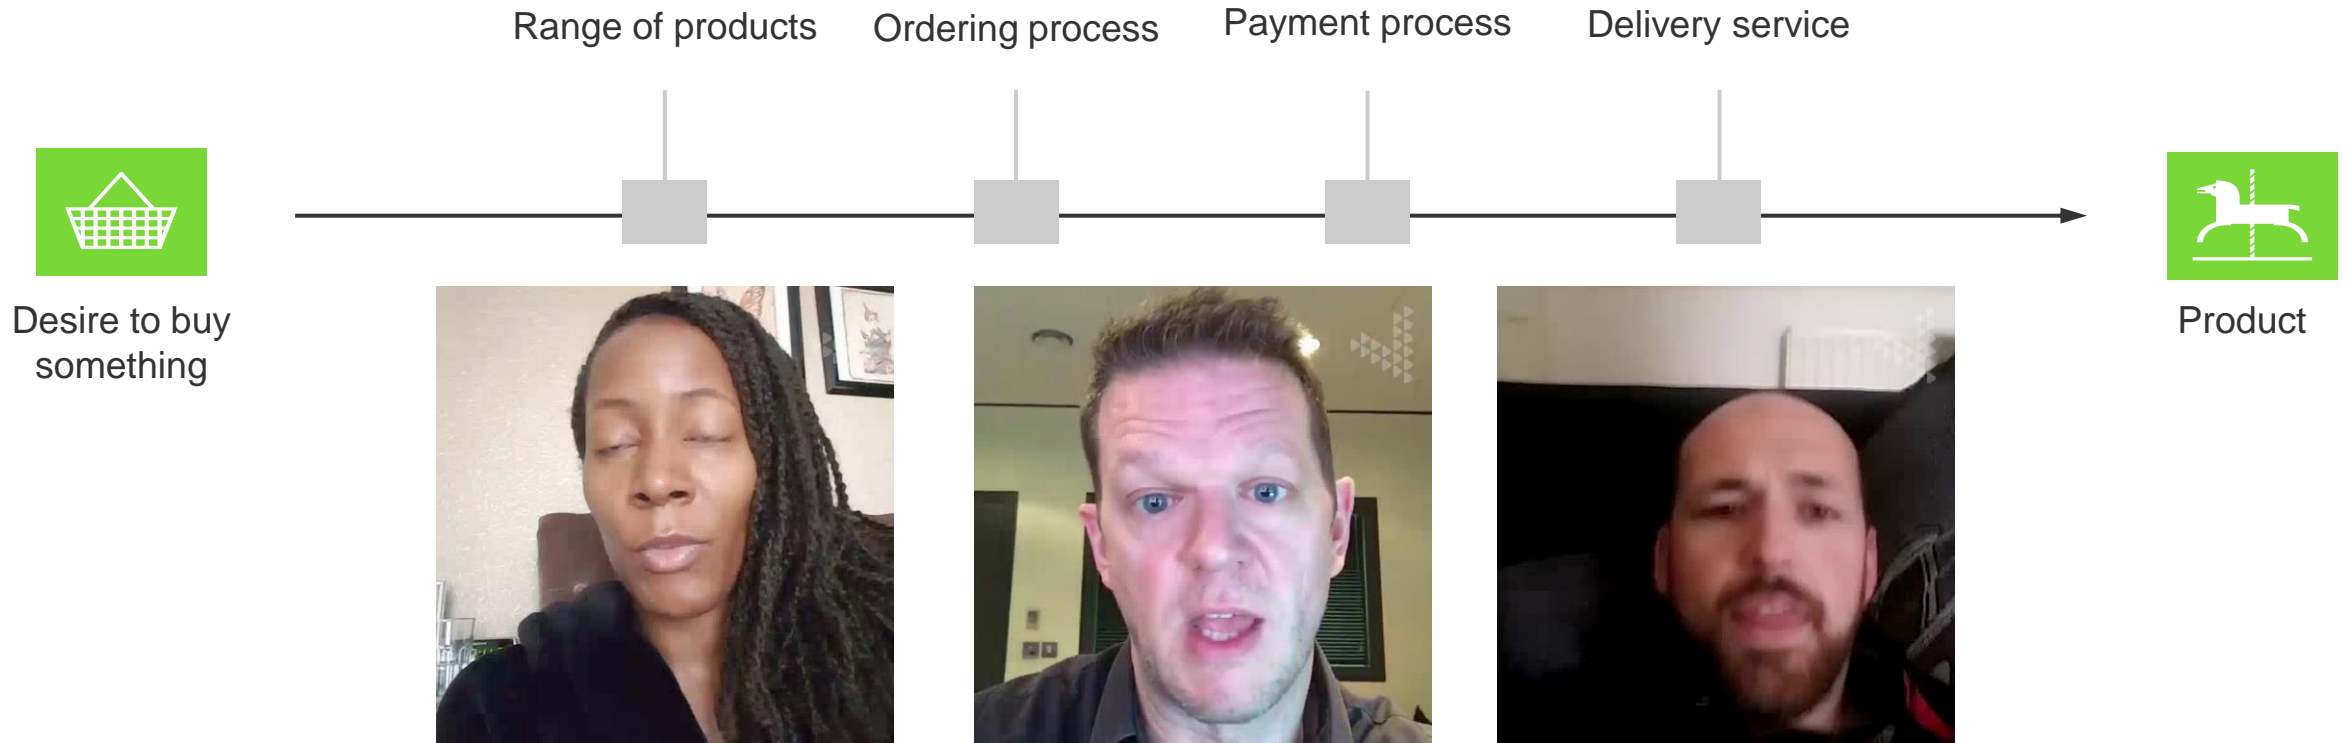 Range of products
Ordering process
Payment process
Delivery service
Desire to buy
something
Product